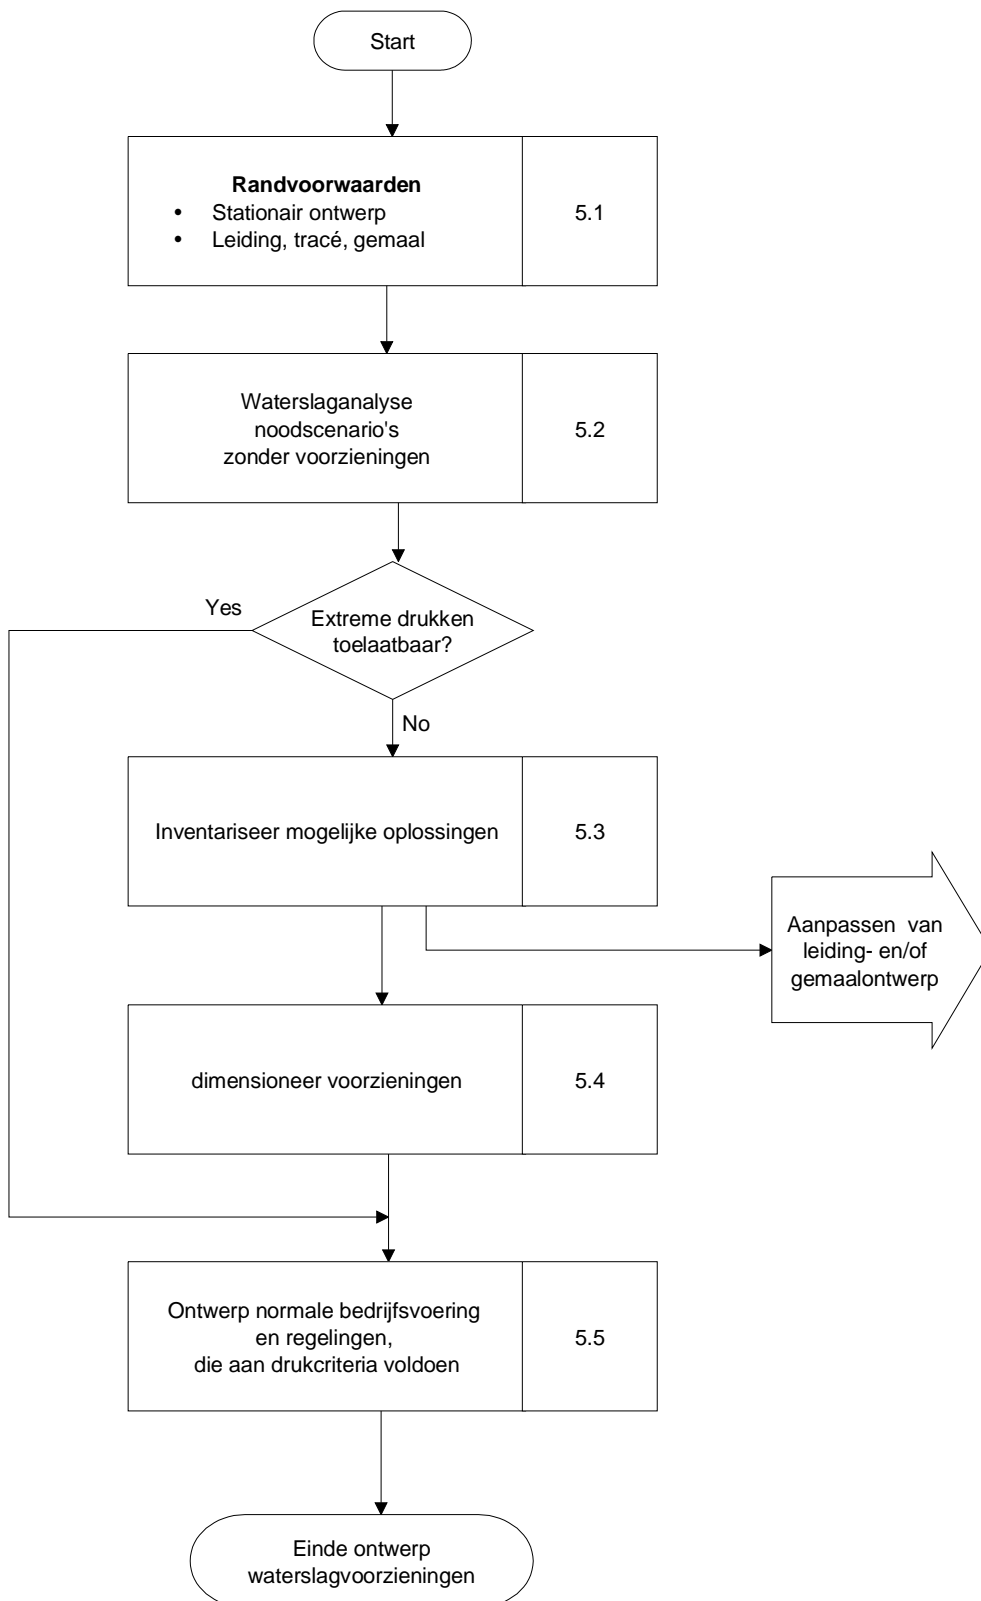 Start
Randvoorwaarden
• Stationair ontwerp
• Leiding, tracé, gemaal
5.1
Waterslaganalyse
noodscenario's
zonder voorzieningen
5.2
Extreme drukken
toelaatbaar?
Yes
No
Inventariseer mogelijke oplossingen
5.3
Aanpassen van
leiding- en/of
gemaalontwerp
dimensioneer voorzieningen
5.4
Ontwerp normale bedrijfsvoering
en regelingen,
die aan drukcriteria voldoen
5.5
Einde ontwerp
waterslagvoorzieningen